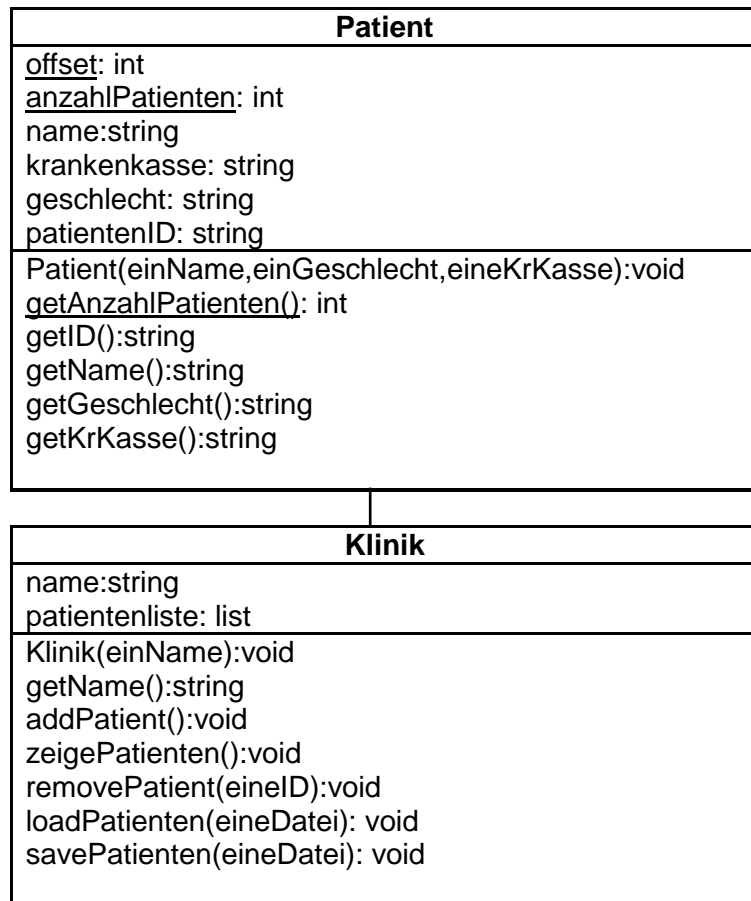 Patient
offset: int
anzahlPatienten: int
name:string
krankenkasse: string
geschlecht: string
patientenID: string
Patient(einName,einGeschlecht,eineKrKasse):void
getAnzahlPatienten(): int
getID():string
getName():string
getGeschlecht():string
getKrKasse():string
Klinik
name:string
patientenliste: list
Klinik(einName):void
getName():string
addPatient():void
zeigePatienten():void
removePatient(eineID):void
loadPatienten(eineDatei): void
savePatienten(eineDatei): void